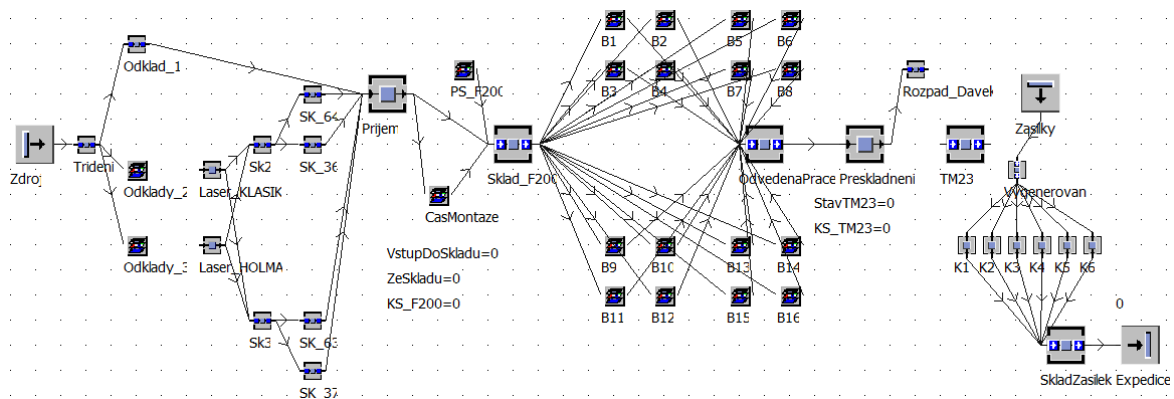 B1
B2
B5
B6
Odklad_1
PS_F200
B3
B4
B7
B8
Rozpad_Davek
SK_64
Prijem
Zasilky
Zdroj
Trideni
Sk2
SK_36
Sklad_F200
OdvedenaPrace
Preskladneni
TM23
Odklady_2
Laser_KLASIK
CasMontaze
StavTM23=0
KS_TM23=0
Odklady_3
Laser_HOLMA
VstupDoSkladu=0
ZeSkladu=0
KS_F200=0
B9
B10
B13
B14
K1
K2
K3
K4
K5
K6
B11
B12
B15
B16
0
Sk3
SK_63
SK_37
SkladZasilek
Expedice